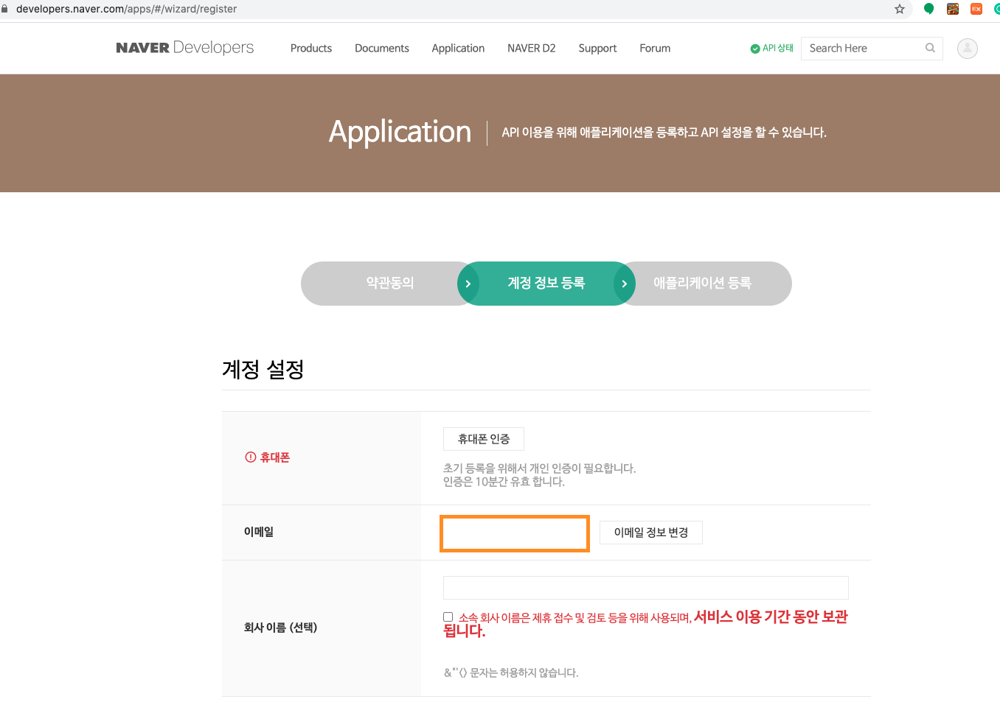 developers.naver.com/apps/#/wizard/register
NAVER Developers
Products
Documents
Application
NAVER D2
Support
Forum
API 상태
Search Here
Application
API 이용을 위해 애플리케이션을 등록하고 API 설정을 할 수 있습니다.
약관동의
계정 정보 등록
애플리케이션 등록
계정 설정
휴대폰
휴대폰 인증
초기 등록을 위해서 개인 인증이 필요합니다.
인증은 10분간 유효 합니다.
이메일
이메일 정보 변경
회사 이름 (선택)
소속 회사 이름은 제휴 접수 및 검토 등을 위해 사용되며, 서비스 이용 기간 동안 보관
됩니다.
&"'<> 문자는 허용하지 않습니다.